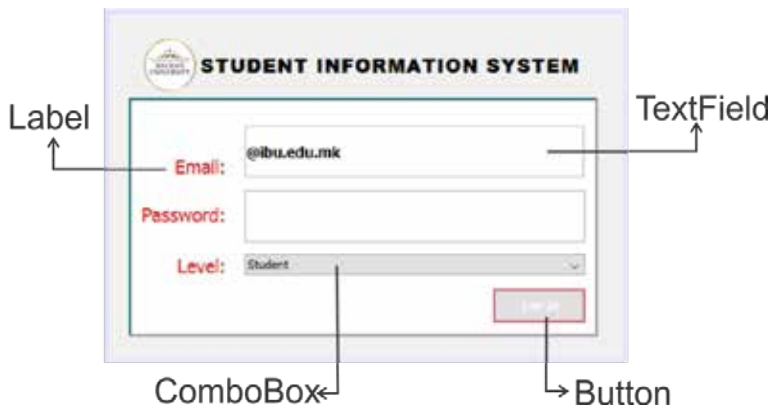 STUDENT INFORMATION SYSTEM
Label
TextField
@ibu.edu.mk
Email:
Password:
Level:
Student
ComboBox
Button